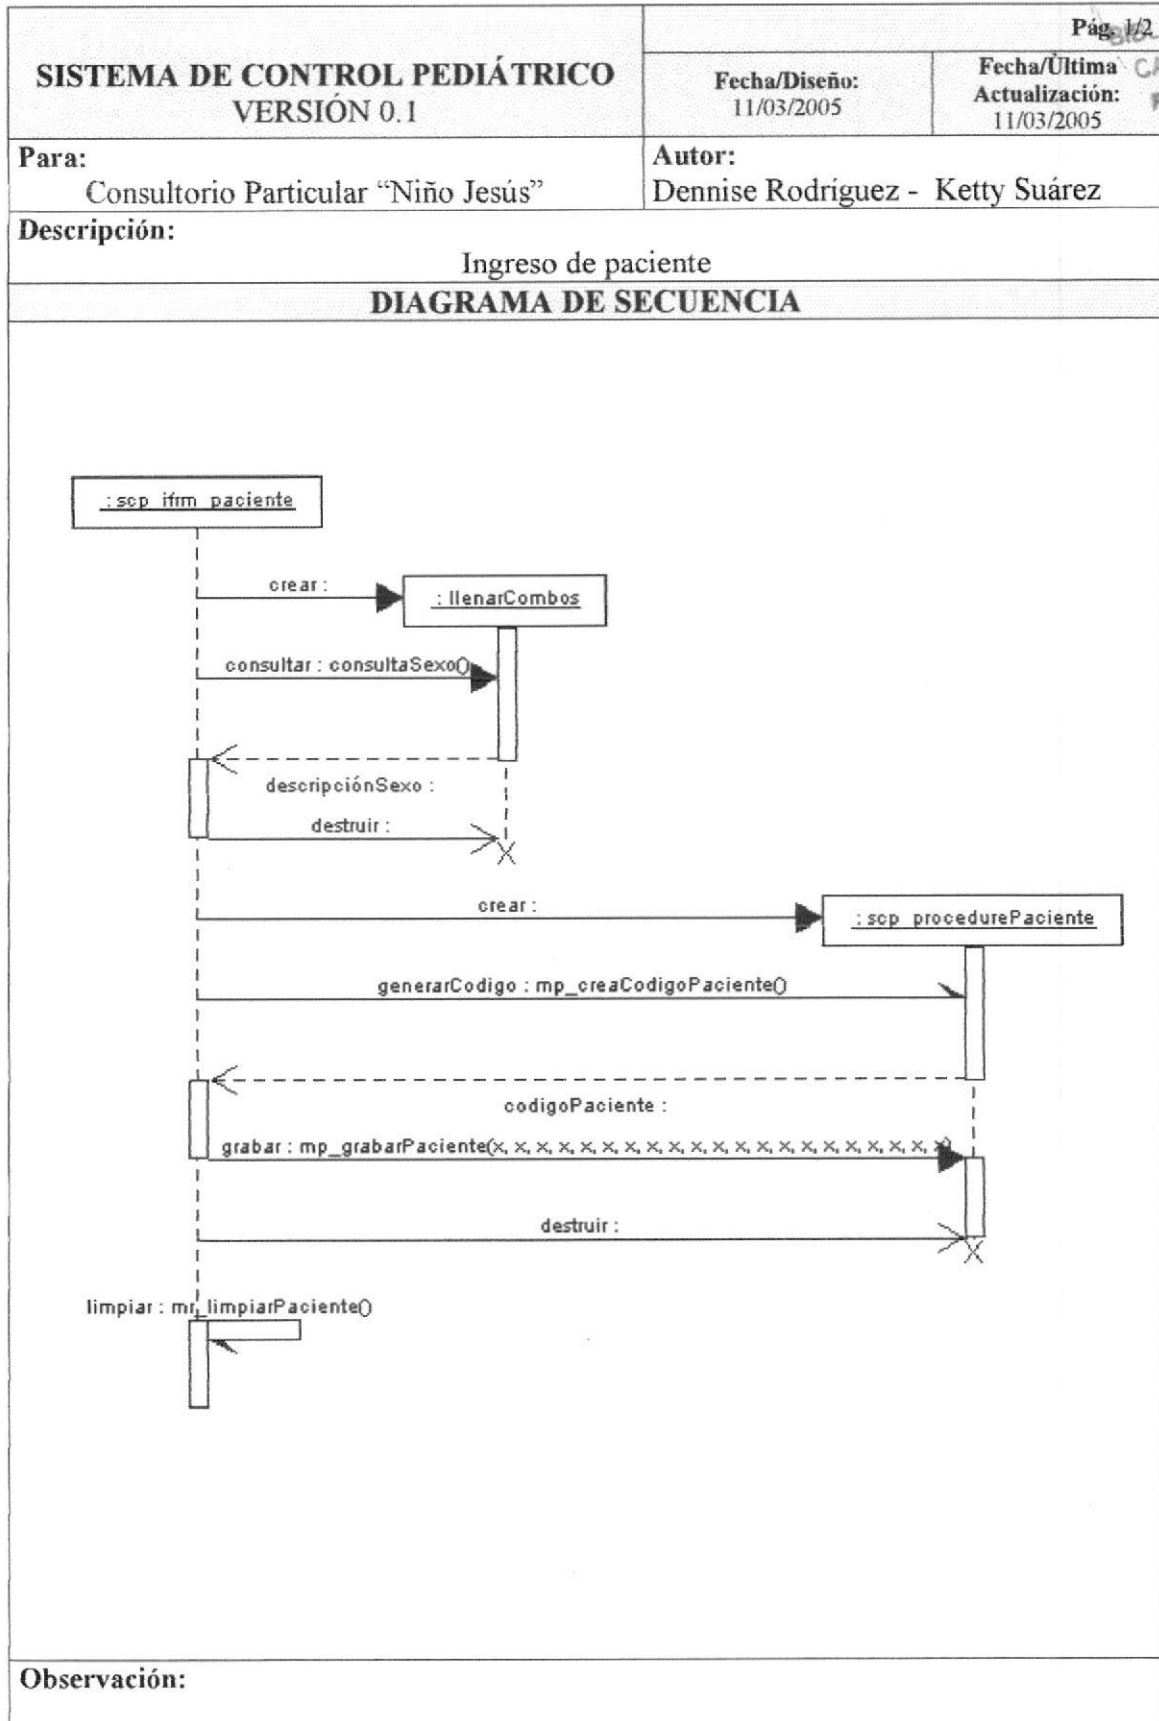 Pág. 1/2
SISTEMA DE CONTROL PEDIÁTRICO
VERSIÓN 0.1
Fecha/Diseño:
11/03/2005
Fecha/Ùltima
Actualización:
11/03/2005
Para:
Consultorio Particular “Niño Jesús”
Autor:
Dennise Rodríguez - Ketty Suárez
Descripción:
Ingreso de paciente
DIAGRAMA DE SECUENCIA
: scp_ifrm_paciente
crear :
: llenarCombos
consultar : consultaSexo()
descripciónSexo :
destruir :
crear :
: scp_procedurePaciente
generarCodigo : mp_creaCodigoPaciente()
codigoPaciente :
grabar : mp_grabarPaciente(x, x, x, x, x, x, x, x, x, x, x, x, x, x, x, x, x, x, x, x, x)
destruir :
limpiar : mr_limpiarPaciente()
Observación: